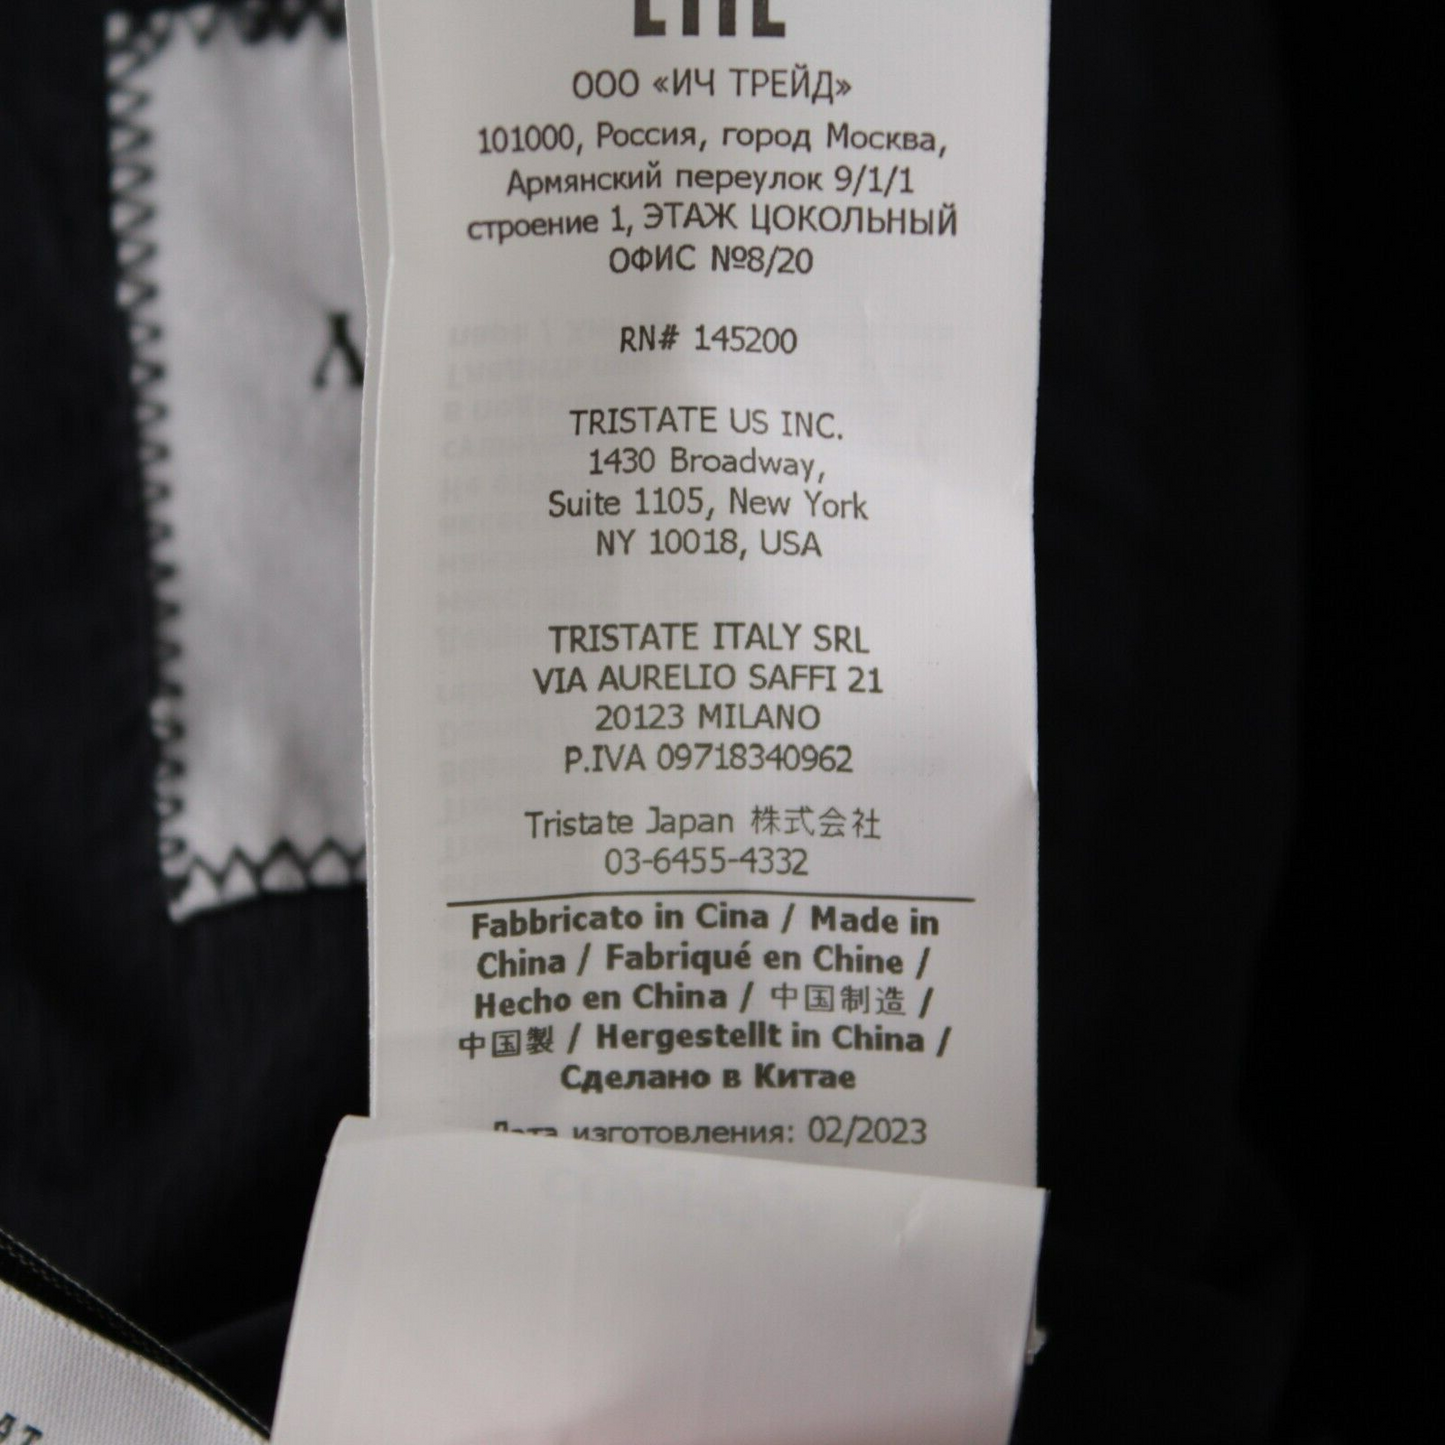 ООО «ИЧ ТРЕЙД»
101000, Россия, город Москва,
Армянский переулок 9/1/1
строение 1, ЭТАЖ ЦОКОЛЬНЫЙ
ОФИС №8/20
RN# 145200
TRISTATE US INC.
1430 Broadway,
Suite 1105, New York
NY 10018, USA
TRISTATE ITALY SRL
VIA AURELIO SAFFI 21
20123 MILANO
P.IVA 09718340962
Tristate Japan 株式会社
03-6455-4332
Fabbricato in Cina / Made in
China / Fabriqué en Chine /
Hecho en China / 中国制造 /
中国製 / Hergestellt in China /
Сделано в Китае
Дата изготовления: 02/2023